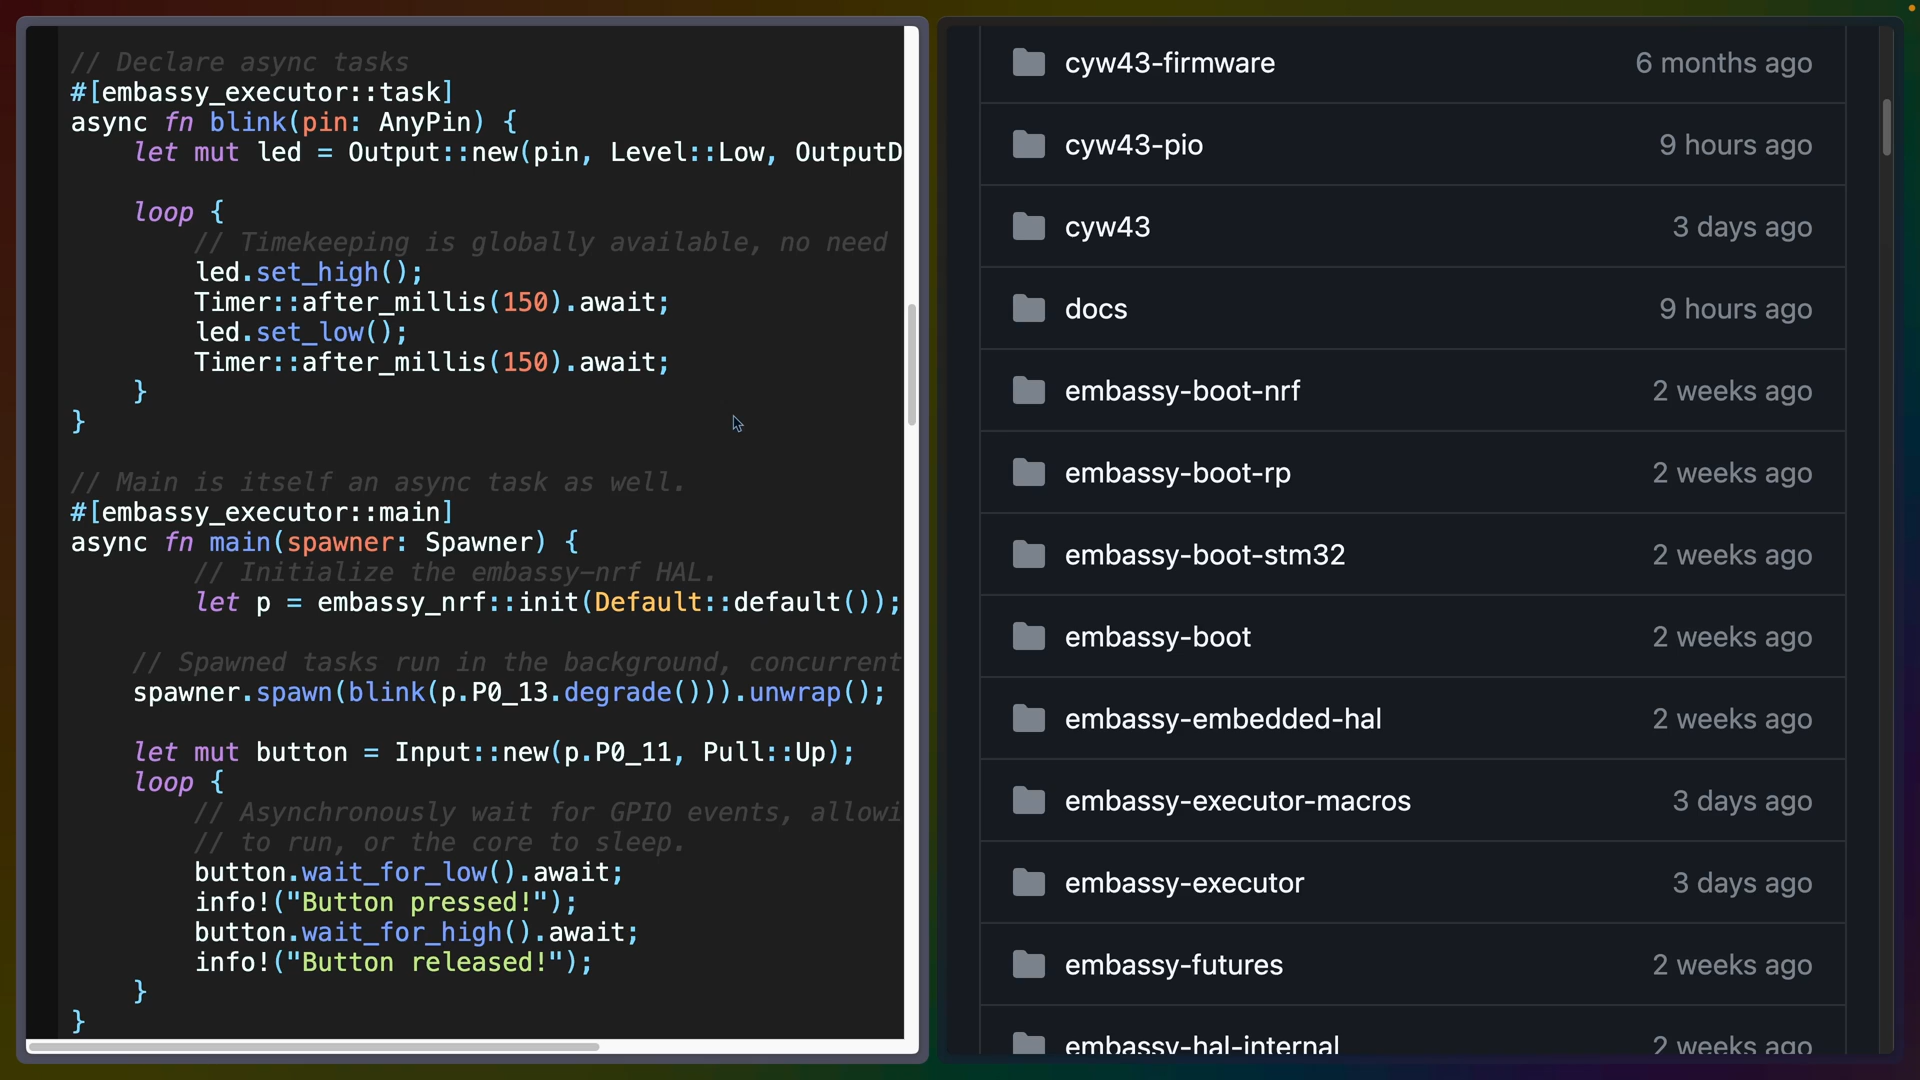 // Declare async tasks
#[embassy_executor::task]
async fn blink(pin: AnyPin) {
let mut led = Output::new(pin, Level::Low, OutputD
loop {
// Timekeeping is globally available, no need
led.set_high();
Timer::after_millis(150).await;
led.set_low();
Timer::after_millis(150).await;
}
}
// Main is itself an async task as well.
#[embassy_executor::main]
async fn main(spawner: Spawner) {
// Initialize the embassy-nrf HAL.
let p = embassy_nrf::init(Default::default());
// Spawned tasks run in the background, concurrent
spawner.spawn(blink(p.P0_13.degrade())).unwrap();
let mut button = Input::new(p.P0_11, Pull::Up);
loop {
// Asynchronously wait for GPIO events, allowi
// to run, or the core to sleep.
button.wait_for_low().await;
info!("Button pressed!");
button.wait_for_high().await;
info!("Button released!");
}
}
cyw43-firmware 6 months ago
cyw43-pio 9 hours ago
cyw43 3 days ago
docs 9 hours ago
embassy-boot-nrf 2 weeks ago
embassy-boot-rp 2 weeks ago
embassy-boot-stm32 2 weeks ago
embassy-boot 2 weeks ago
embassy-embedded-hal 2 weeks ago
embassy-executor-macros 3 days ago
embassy-executor 3 days ago
embassy-futures 2 weeks ago
embassy-hal-internal 2 weeks ago